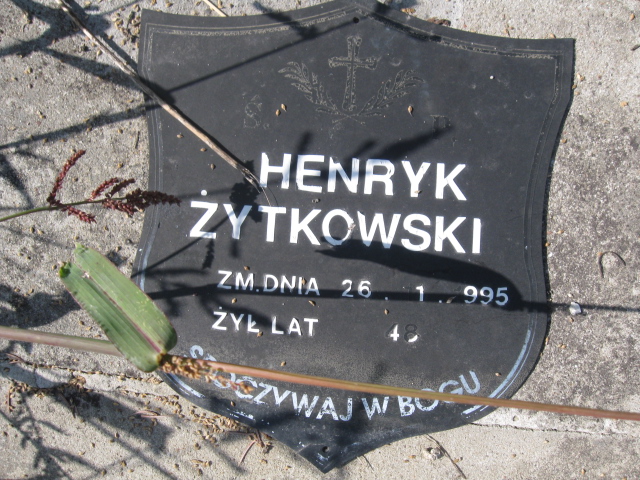 HENRYK
ŻYTKOWSKI
ZM.DNIA 26 . 1 . 995
ŻYŁ LAT 48
SPOCZYWAJ W BOGU